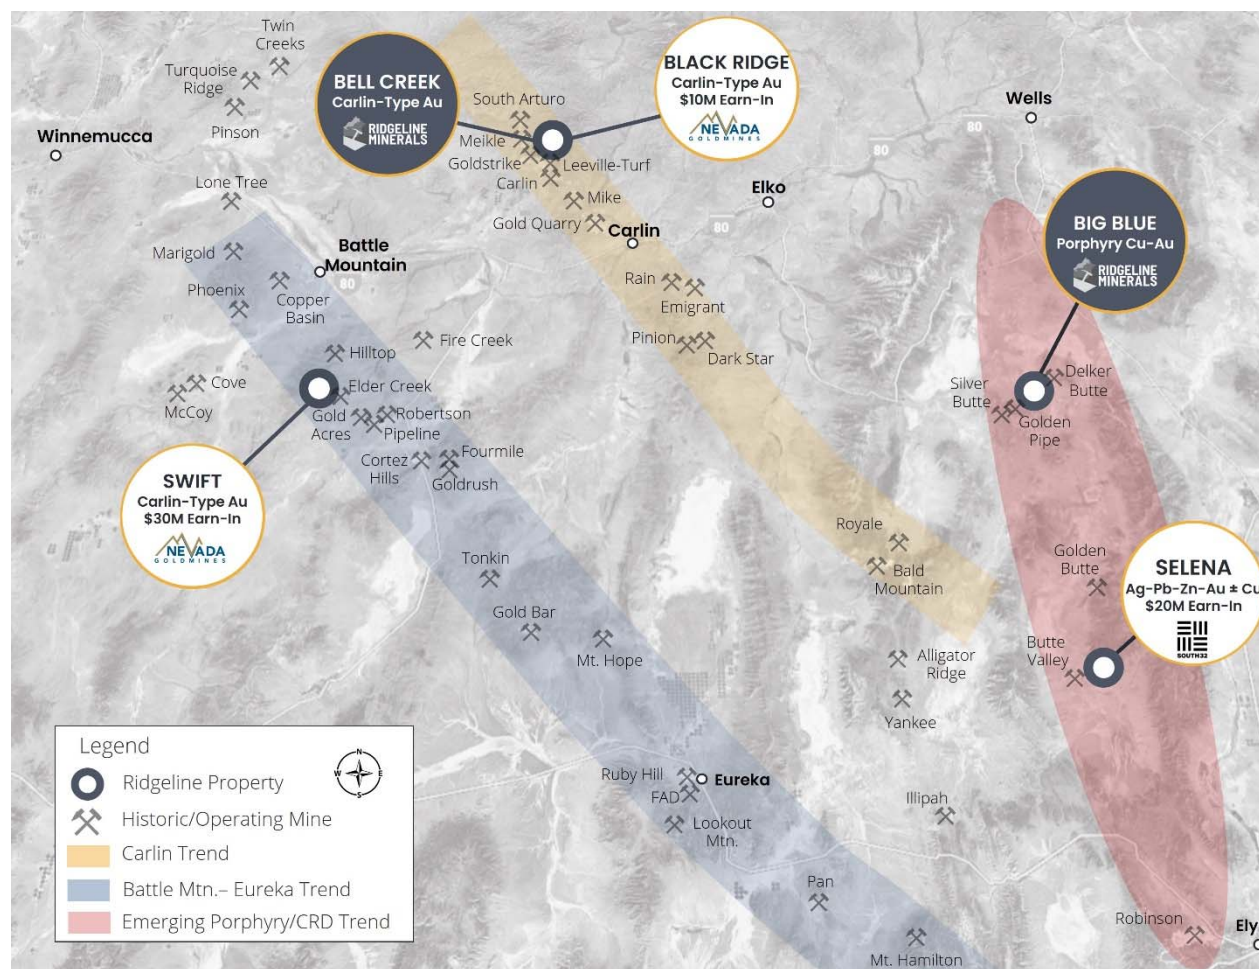 Twin
Creeks
Turquoise
Ridge
Pinson
Winnemucca
Lone Tree
BELL CREEK
Carlin-Type Au
RIDGELINE
MINERALS
BLACK RIDGE
Carlin-Type Au
$10M Earn-In
NEVADA
GOLDMINES
South Arturo
Meikle
Goldstrike
Leeville-Turf
Carlin
Mike
Gold Quarry
Carlin
Elko
Wells
80
80
80
80
Marigold
Battle
Mountain
Phoenix
Copper
Basin
Rain
Emigrant
Pinion
Dark Star
BIG BLUE
Porphyry Cu-Au
RIDGELINE
MINERALS
Fire Creek
Hilltop
Cove
McCoy
Elder Creek
Gold
Acres
Robertson
Pipeline
Cortez
Hills
Fourmile
Goldrush
Silver
Butte
Delker
Butte
Golden
Pipe
SWIFT
Carlin-Type Au
$30M Earn-In
NEVADA
GOLDMINES
Royale
Bald
Mountain
Golden
Butte
SELENA
Ag-Pb-Zn-Au ± Cu
$20M Earn-In
SOUTH32
Tonkin
Gold Bar
Mt. Hope
Alligator
Ridge
Yankee
Butte
Valley
Ruby Hill
Eureka
FAD
Lookout
Mtn.
Illipah
Pan
Mt. Hamilton
Robinson
Ely
Legend
N
W E
S
Ridgeline Property
Historic/Operating Mine
Carlin Trend
Battle Mtn.– Eureka Trend
Emerging Porphyry/CRD Trend